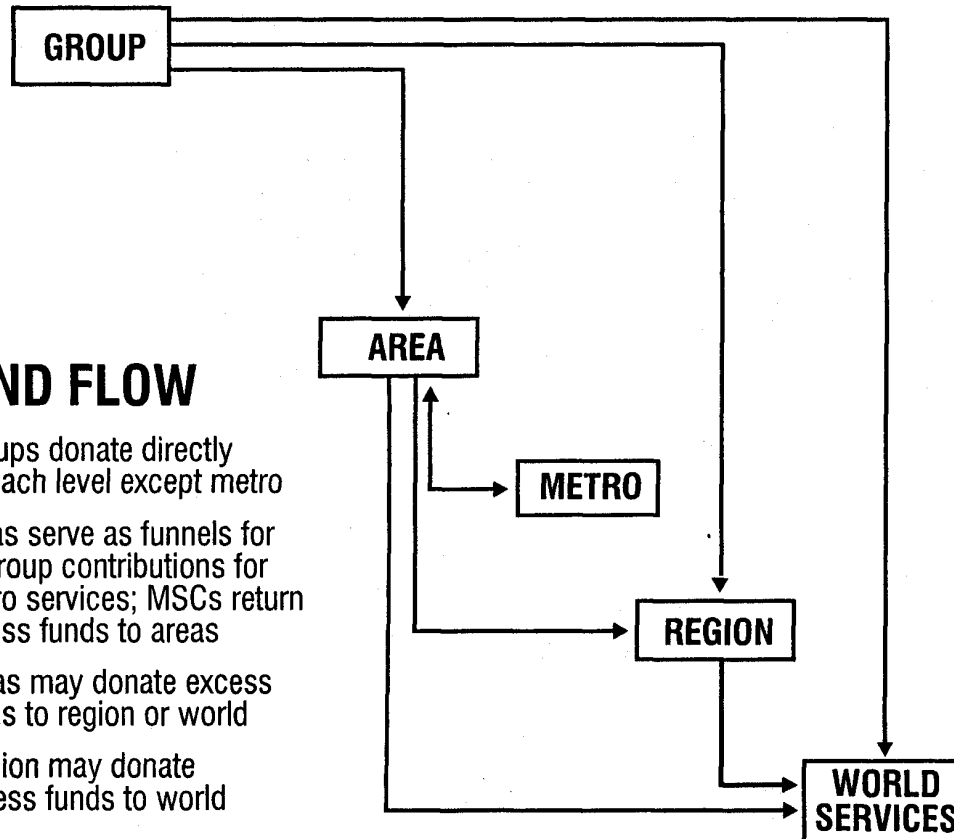 GROUP
AREA
ND FLOW
ups donate directly
ach level except metro
METRO
as serve as funnels for
roup contributions for
ro services; MSCs return
ess funds to areas
REGION
as may donate excess
s to region or world
ion may donate
ess funds to world
WORLD
SERVICES